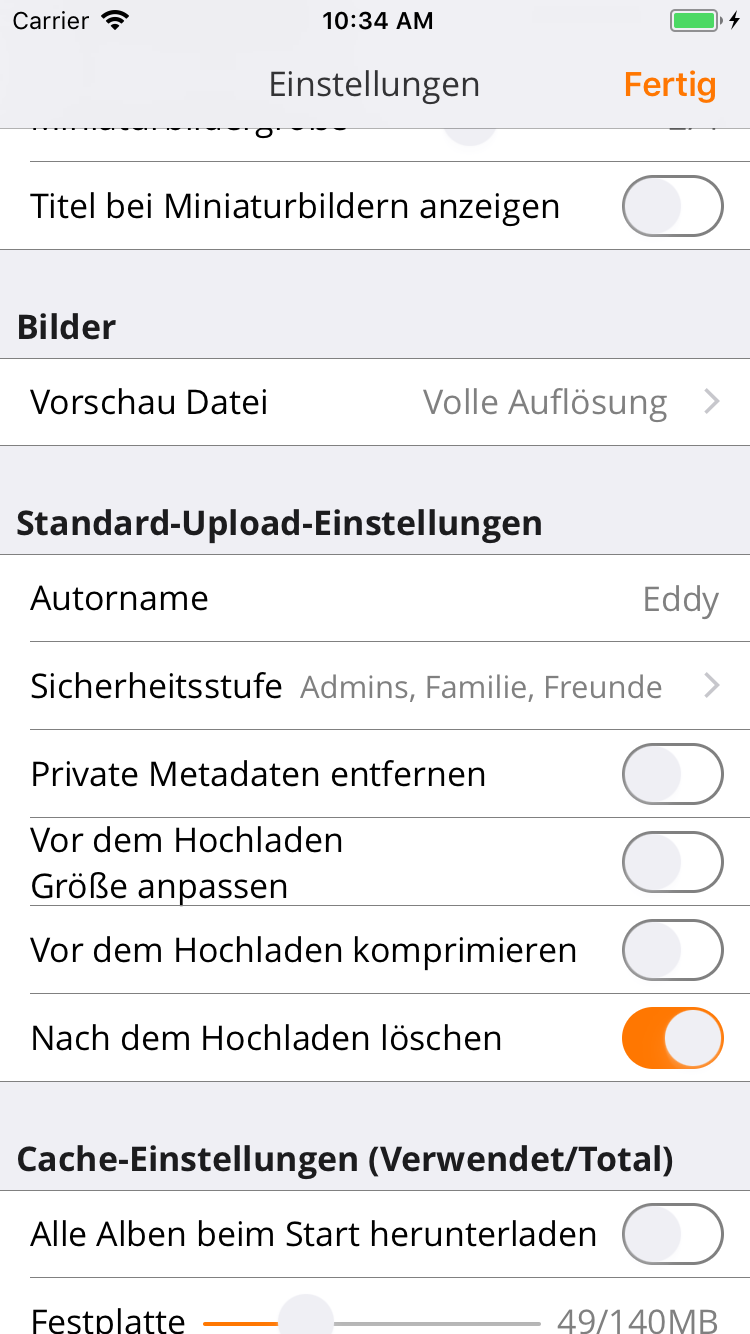 Carrier 10:34 AM
Einstellungen Fertig
Titel bei Miniaturbildern anzeigen
Bilder
Vorschau Datei Volle Auflösung
Standard-Upload-Einstellungen
Autorname Eddy
Sicherheitsstufe Admins, Familie, Freunde
Private Metadaten entfernen
Vor dem Hochladen
Größe anpassen
Vor dem Hochladen komprimieren
Nach dem Hochladen löschen
Cache-Einstellungen (Verwendet/Total)
Alle Alben beim Start herunterladen
Festplatte 49/140MB